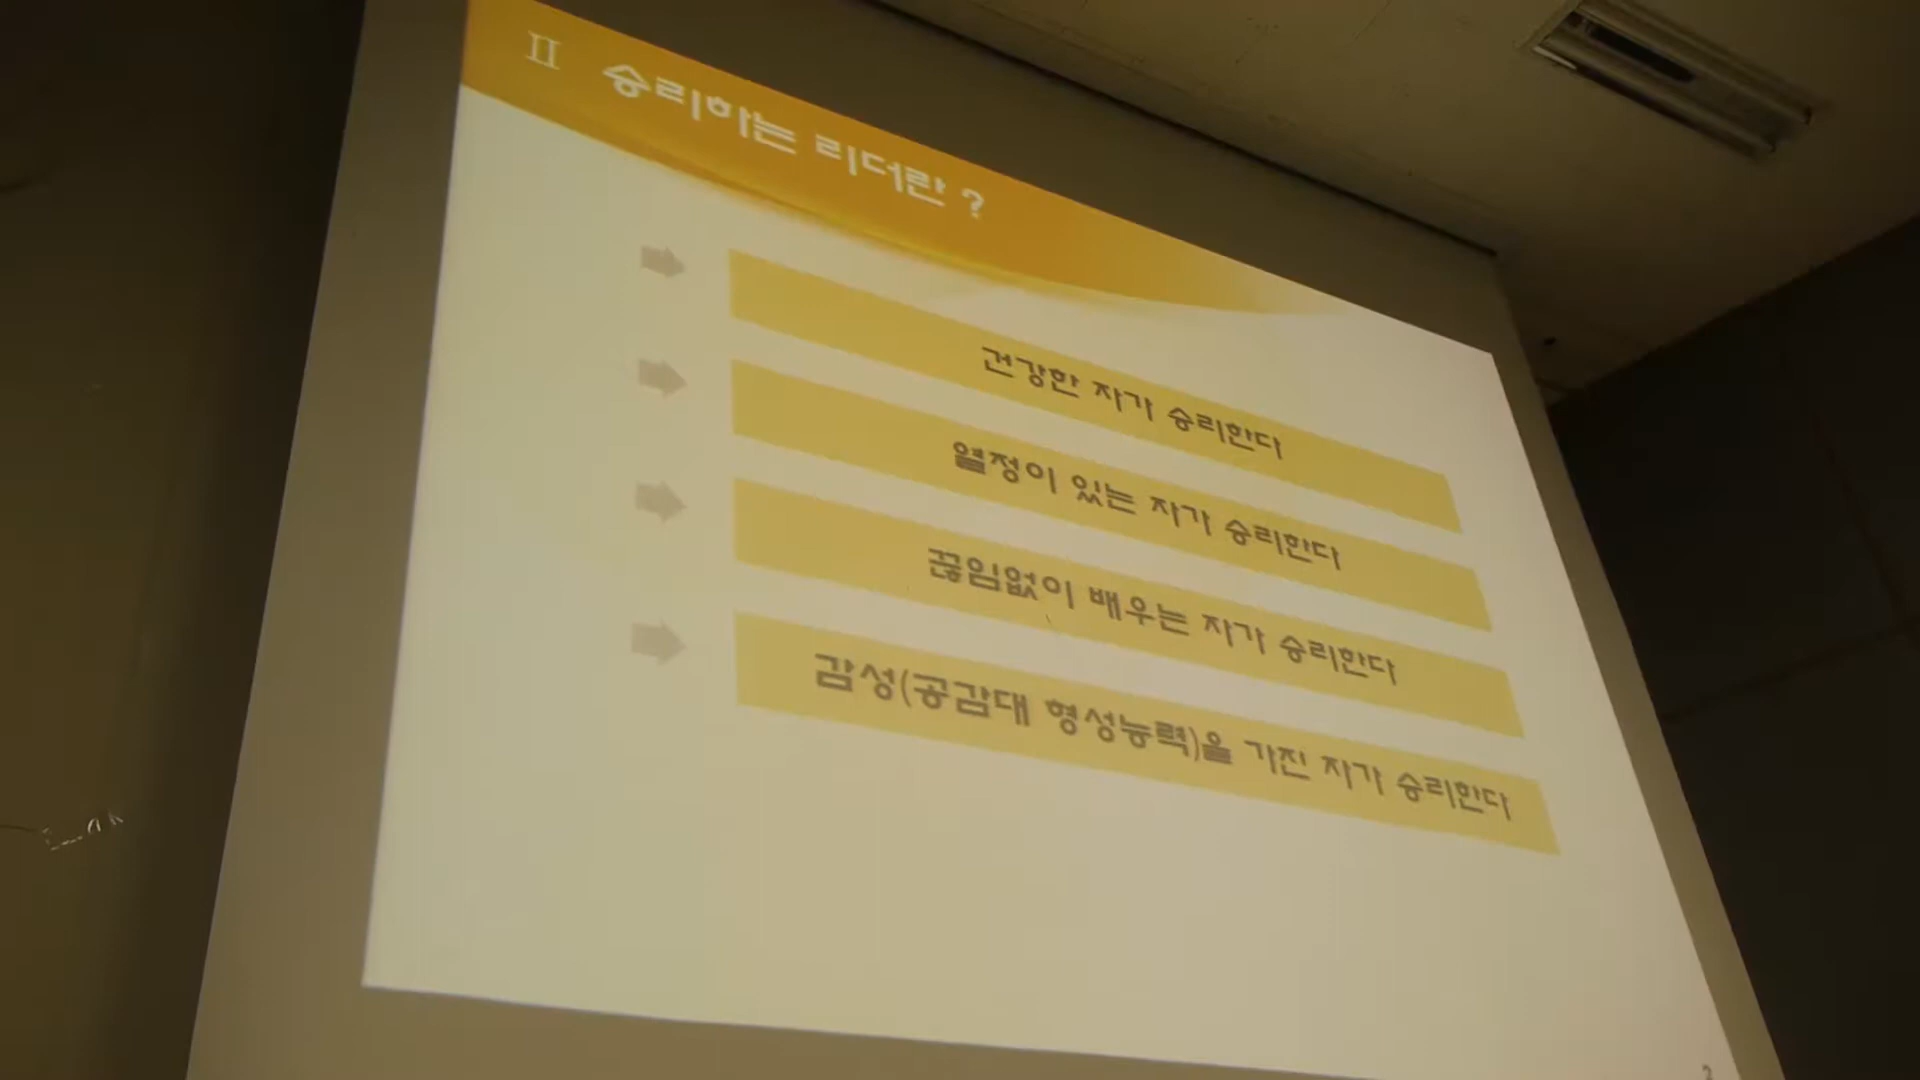 Ⅱ 승리하는 리더란 ?
건강한 자가 승리한다
열정이 있는 자가 승리한다
끊임없이 배우는 자가 승리한다
감성(공감대 형성능력)을 가진 자가 승리한다